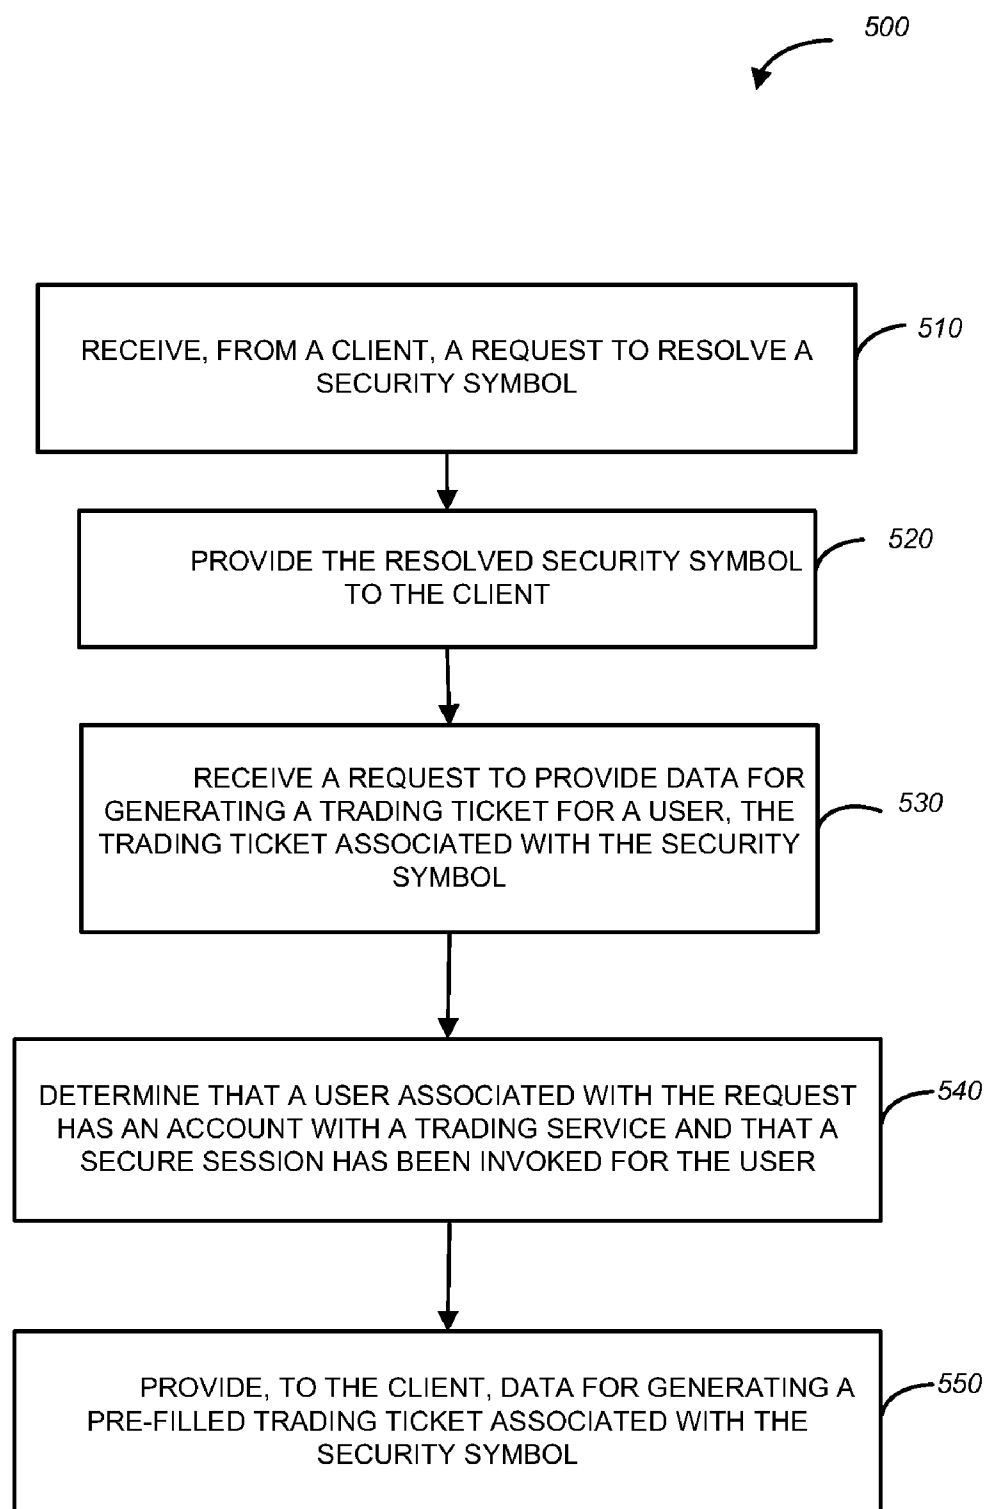 500
RECEIVE, FROM A CLIENT, A REQUEST TO RESOLVE A
SECURITY SYMBOL
510
PROVIDE THE RESOLVED SECURITY SYMBOL
TO THE CLIENT
520
RECEIVE A REQUEST TO PROVIDE DATA FOR
GENERATING A TRADING TICKET FOR A USER, THE
TRADING TICKET ASSOCIATED WITH THE SECURITY
SYMBOL
530
DETERMINE THAT A USER ASSOCIATED WITH THE REQUEST
HAS AN ACCOUNT WITH A TRADING SERVICE AND THAT A
SECURE SESSION HAS BEEN INVOKED FOR THE USER
540
PROVIDE, TO THE CLIENT, DATA FOR GENERATING A
PRE-FILLED TRADING TICKET ASSOCIATED WITH THE
SECURITY SYMBOL
550